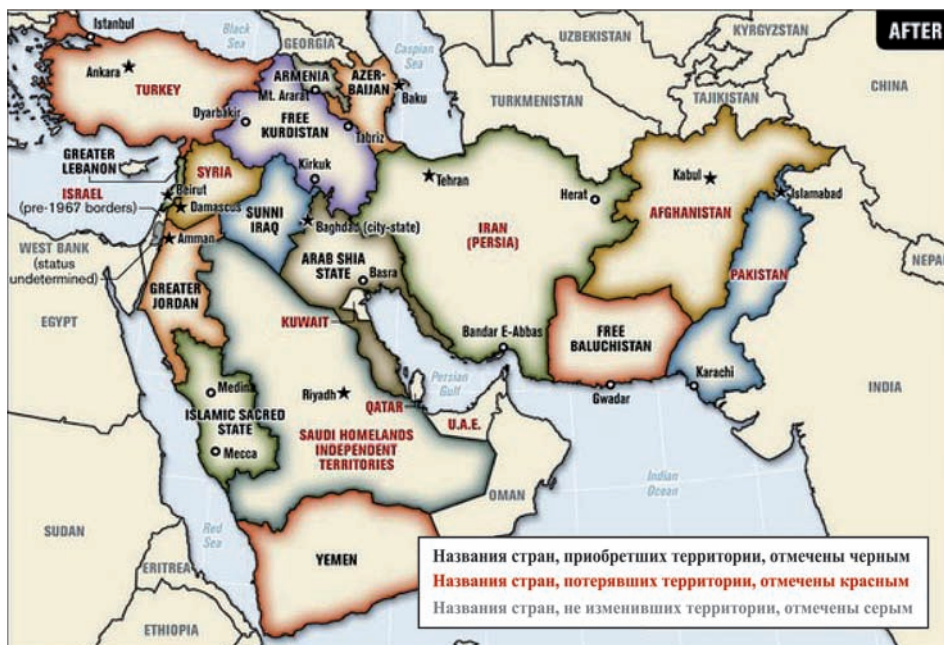 AFTER
Istanbul
Black
Sea
GEORGIA
Caspian
Sea
UZBEKISTAN
KYRGYZSTAN
Ankara
TURKEY
ARMENIA
Mt. Ararat
AZER-
BAIJAN
Baku
TURKMENISTAN
TAJIKISTAN
CHINA
Dyarbakir
FREE
KURDISTAN
Tabriz
GREATER
LEBANON
SYRIA
Kirkuk
Tehran
Herat
Kabul
Islamabad
ISRAEL
(pre-1967 borders)
Beirut
Damascus
SUNNI
IRAQ
Baghdad (city-state)
IRAN
(PERSIA)
AFGHANISTAN
WEST BANK
(status
undetermined)
Amman
ARAB SHIA
STATE
Basra
PAKISTAN
NEPAL
GREATER
JORDAN
EGYPT
KUWAIT
Bandar E-Abbas
FREE
BALUCHISTAN
Karachi
Medina
Riyadh
Persian
Gulf
Gwadar
INDIA
ISLAMIC SACRED
STATE
QATAR
U.A.E.
Mecca
SAUDI HOMELANDS
INDEPENDENT
TERRITORIES
Indian
Ocean
OMAN
SUDAN
Red
Sea
YEMEN
ERITREA
ETHIOPIA
Названия стран, приобретших территории, отмечены черным
Названия стран, потерявших территории, отмечены красным
Названия стран, не изменивших территории, отмечены серым